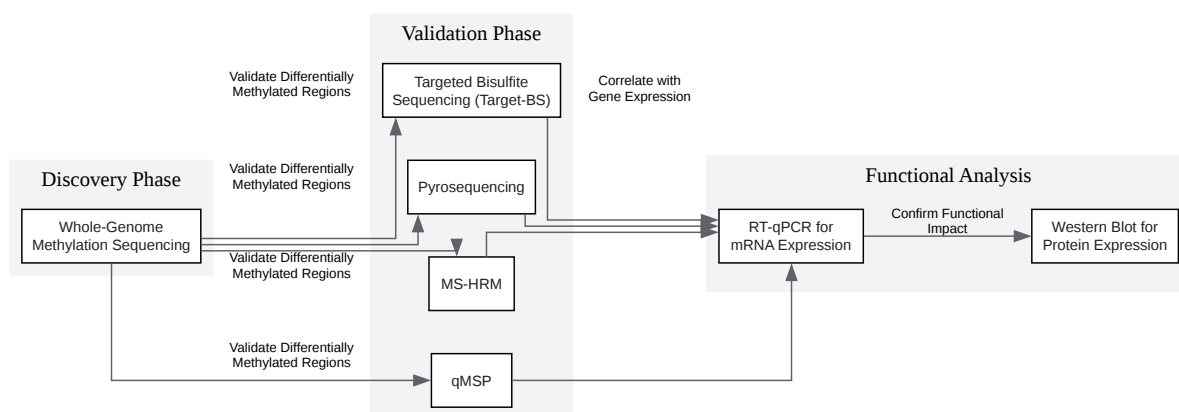 Validation Phase
Validate Differentially
Methylated Regions
Targeted Bisulfite
Sequencing (Target-BS)
Correlate with
Gene Expression
Validate Differentially
Methylated Regions
Pyrosequencing
Discovery Phase
Whole-Genome
Methylation Sequencing
Validate Differentially
Methylated Regions
MS-HRM
Validate Differentially
Methylated Regions
qMSP
Functional Analysis
RT-qPCR for
mRNA Expression
Confirm Functional
Impact
Western Blot for
Protein Expression